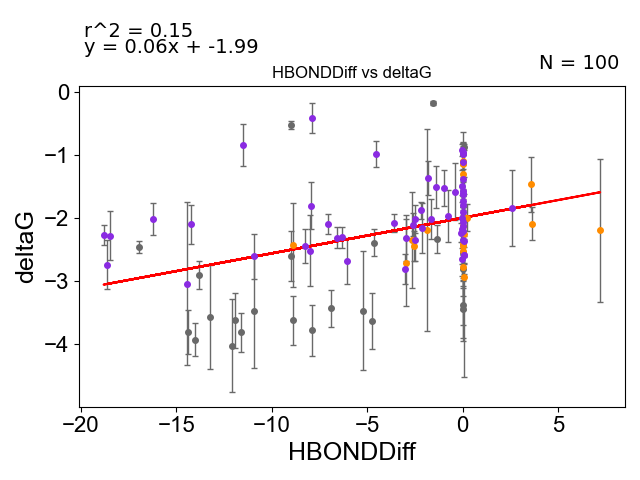 r^2 = 0.15
y = 0.06x + -1.99
N = 100
HBONDDiff vs deltaG
0
−1
−2
−3
−4
deltaG
−20 −15 −10 −5 0 5
HBONDDiff